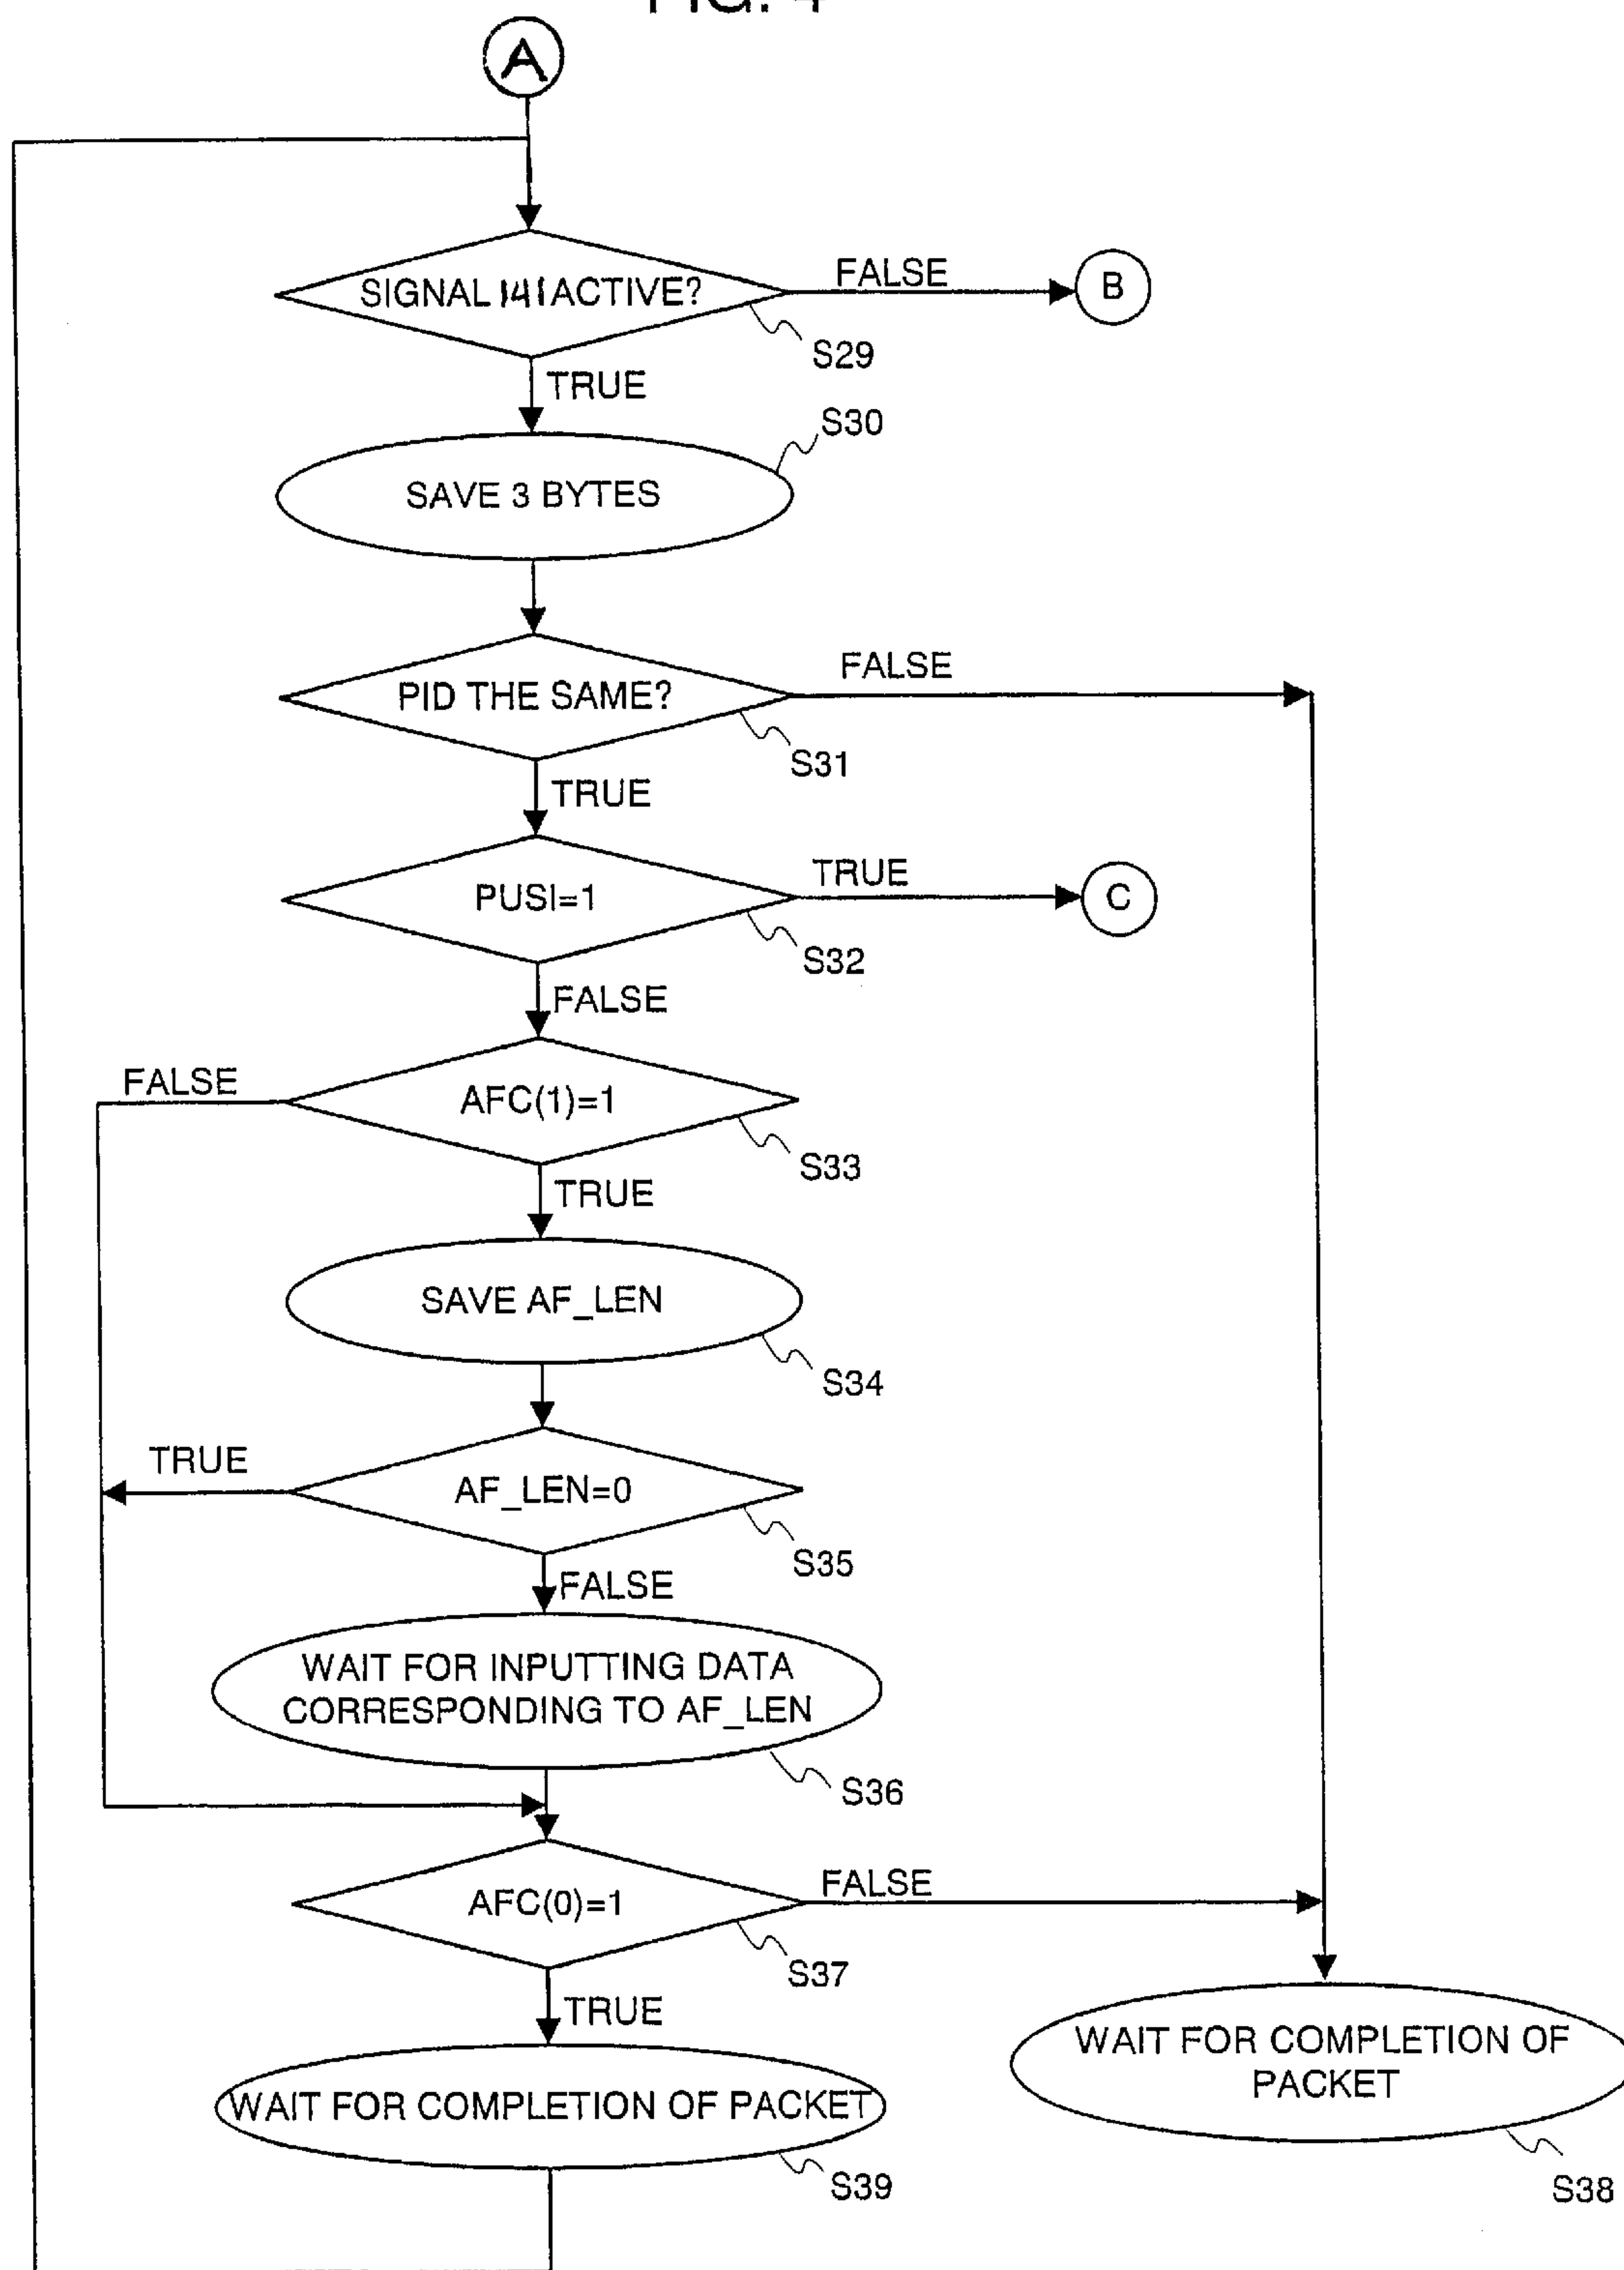 FIG. 4
A
SIGNAL 141 ACTIVE?
FALSE
B
S29
TRUE
S30
SAVE 3 BYTES
PID THE SAME?
FALSE
S31
TRUE
PUSI=1
TRUE
C
S32
FALSE
FALSE
AFC(1)=1
S33
TRUE
SAVE AF_LEN
S34
TRUE
AF_LEN=0
S35
FALSE
WAIT FOR INPUTTING DATA
CORRESPONDING TO AF_LEN
S36
AFC(0)=1
FALSE
S37
TRUE
WAIT FOR COMPLETION OF
PACKET
WAIT FOR COMPLETION OF PACKET
S39
S38